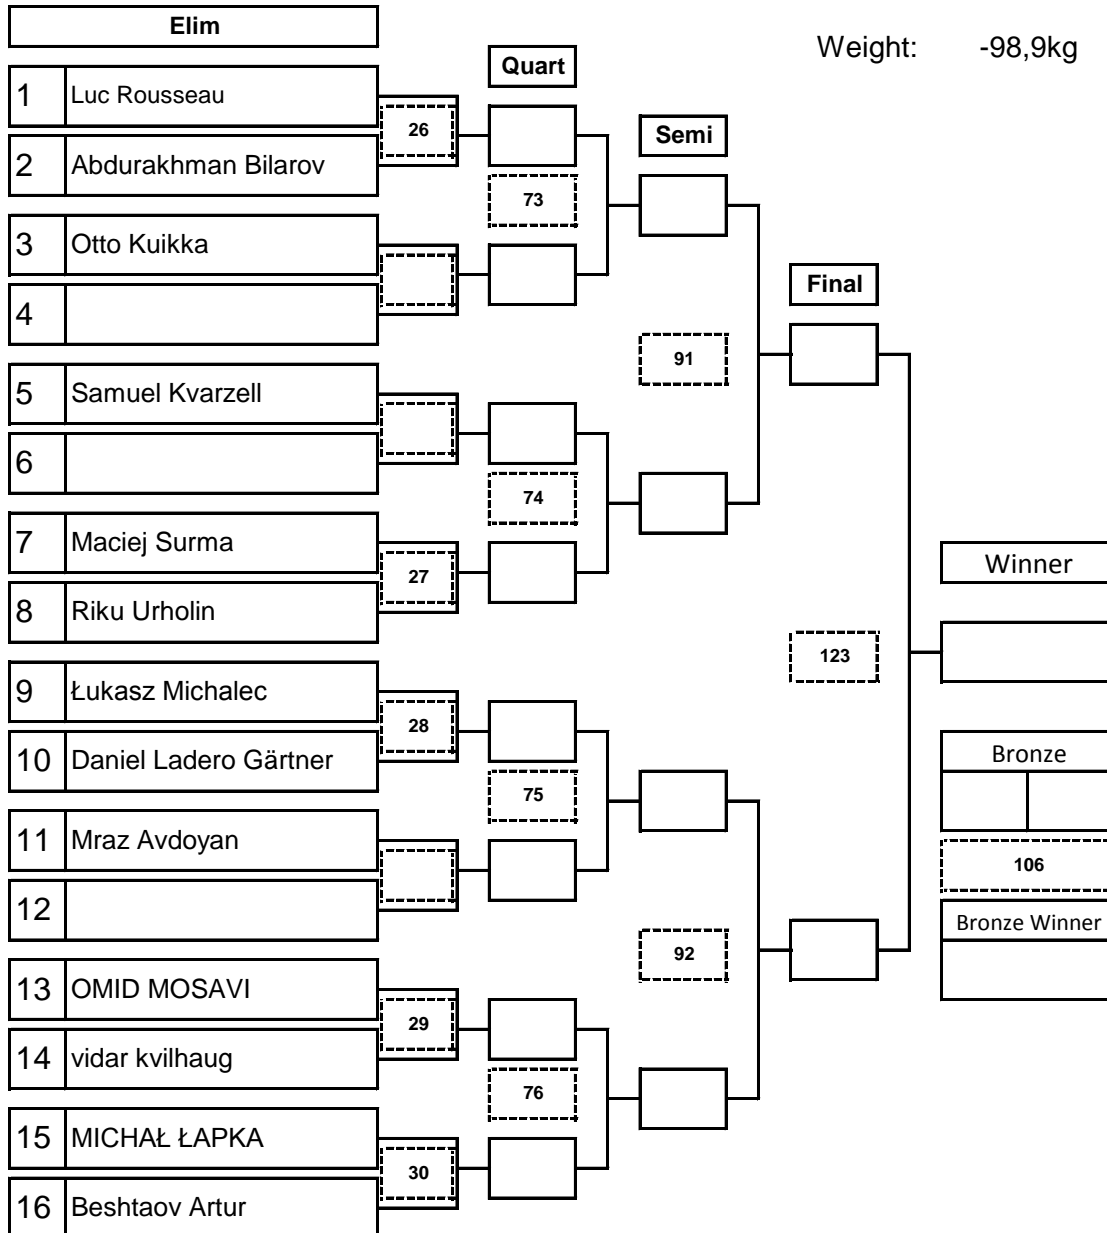 Elim
Weight: -98,9kg
Quart
1 Luc Rousseau
26
Semi
2 Abdurakhman Bilarov
73
3 Otto Kuikka
Final
4
91
5 Samuel Kvarzell
6
74
7 Maciej Surma
Winner
27
8 Riku Urholin
123
9 Łukasz Michalec
28
10 Daniel Ladero Gärtner
Bronze
75
11 Mraz Avdoyan
106
12
Bronze Winner
92
13 OMID MOSAVI
29
14 vidar kvilhaug
76
15 MICHAŁ ŁAPKA
30
16 Beshtaov Artur